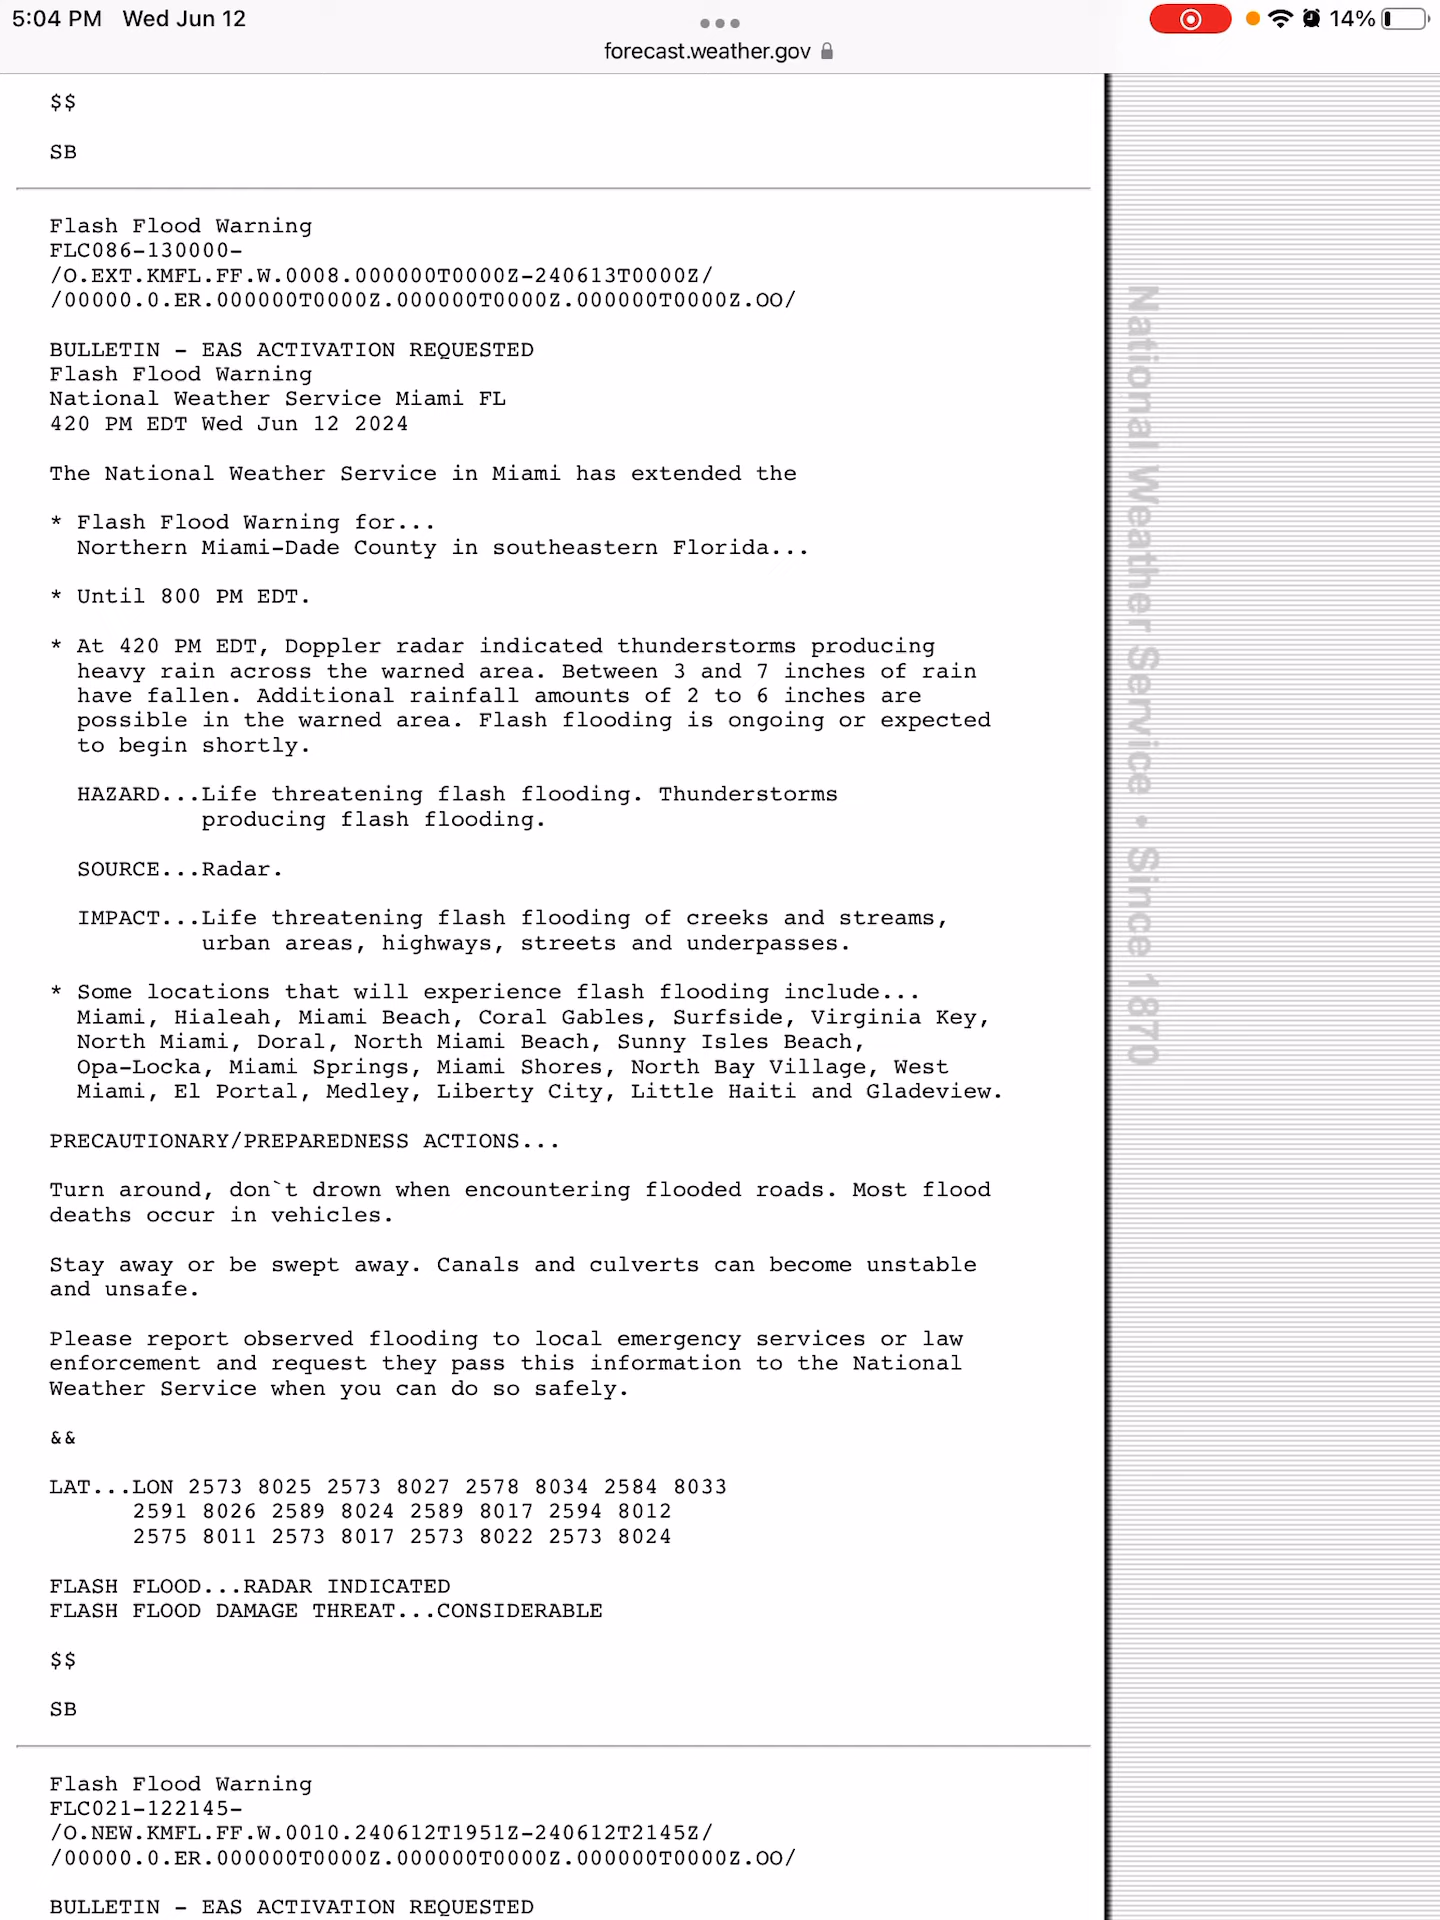 5:04 PM Wed Jun 12
14%
forecast.weather.gov
$$
SB
Flash Flood Warning
FLC086-130000-
/O.EXT.KMFL.FF.W.0008.000000T0000Z-240613T0000Z/
/00000.0.ER.000000T0000Z.000000T0000Z.000000T0000Z.OO/
BULLETIN - EAS ACTIVATION REQUESTED
Flash Flood Warning
National Weather Service Miami FL
420 PM EDT Wed Jun 12 2024
The National Weather Service in Miami has extended the
* Flash Flood Warning for...
Northern Miami-Dade County in southeastern Florida...
* Until 800 PM EDT.
* At 420 PM EDT, Doppler radar indicated thunderstorms producing
heavy rain across the warned area. Between 3 and 7 inches of rain
have fallen. Additional rainfall amounts of 2 to 6 inches are
possible in the warned area. Flash flooding is ongoing or expected
to begin shortly.
HAZARD...Life threatening flash flooding. Thunderstorms
producing flash flooding.
SOURCE...Radar.
IMPACT...Life threatening flash flooding of creeks and streams,
urban areas, highways, streets and underpasses.
* Some locations that will experience flash flooding include...
Miami, Hialeah, Miami Beach, Coral Gables, Surfside, Virginia Key,
North Miami, Doral, North Miami Beach, Sunny Isles Beach,
Opa-Locka, Miami Springs, Miami Shores, North Bay Village, West
Miami, El Portal, Medley, Liberty City, Little Haiti and Gladeview.
PRECAUTIONARY/PREPAREDNESS ACTIONS...
Turn around, don`t drown when encountering flooded roads. Most flood
deaths occur in vehicles.
Stay away or be swept away. Canals and culverts can become unstable
and unsafe.
Please report observed flooding to local emergency services or law
enforcement and request they pass this information to the National
Weather Service when you can do so safely.
&&
LAT...LON 2573 8025 2573 8027 2578 8034 2584 8033
2591 8026 2589 8024 2589 8017 2594 8012
2575 8011 2573 8017 2573 8022 2573 8024
FLASH FLOOD...RADAR INDICATED
FLASH FLOOD DAMAGE THREAT...CONSIDERABLE
$$
SB
Flash Flood Warning
FLC021-122145-
/O.NEW.KMFL.FF.W.0010.240612T1951Z-240612T2145Z/
/00000.0.ER.000000T0000Z.000000T0000Z.000000T0000Z.OO/
BULLETIN - EAS ACTIVATION REQUESTED
National Weather Service • Since 1870